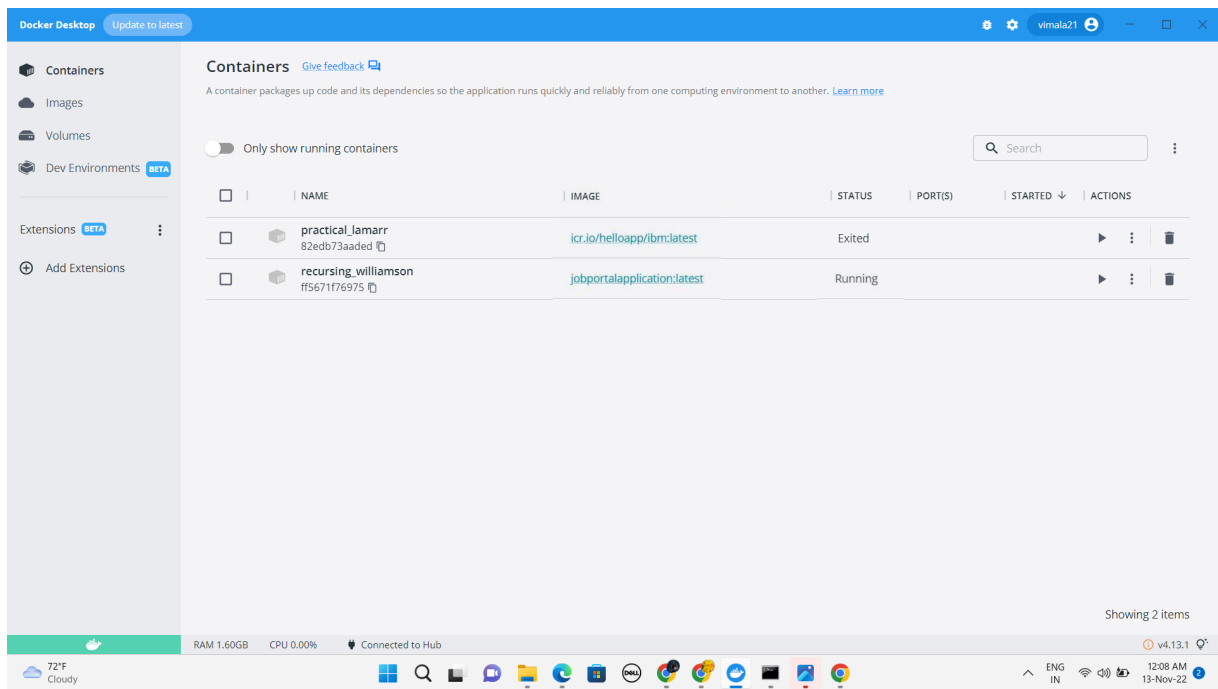 Docker Desktop Update to latest vimala21
Containers
Images
Volumes
Dev Environments BETA
Extensions BETA
Add Extensions
Containers Give feedback
A container packages up code and its dependencies so the application runs quickly and reliably from one computing environment to another. Learn more
Only show running containers Search
NAME IMAGE STATUS PORT(S) STARTED ACTIONS
practical_lamarr
82edb73aaded
icr.io/helloapp/ibm:latest Exited
recursing_williamson
ff5671f76975
jobportalapplication:latest Running
Showing 2 items
RAM 1.60GB CPU 0.00% Connected to Hub v4.13.1
72°F
Cloudy
DELL
ENG
IN
12:08 AM
13-Nov-22
2